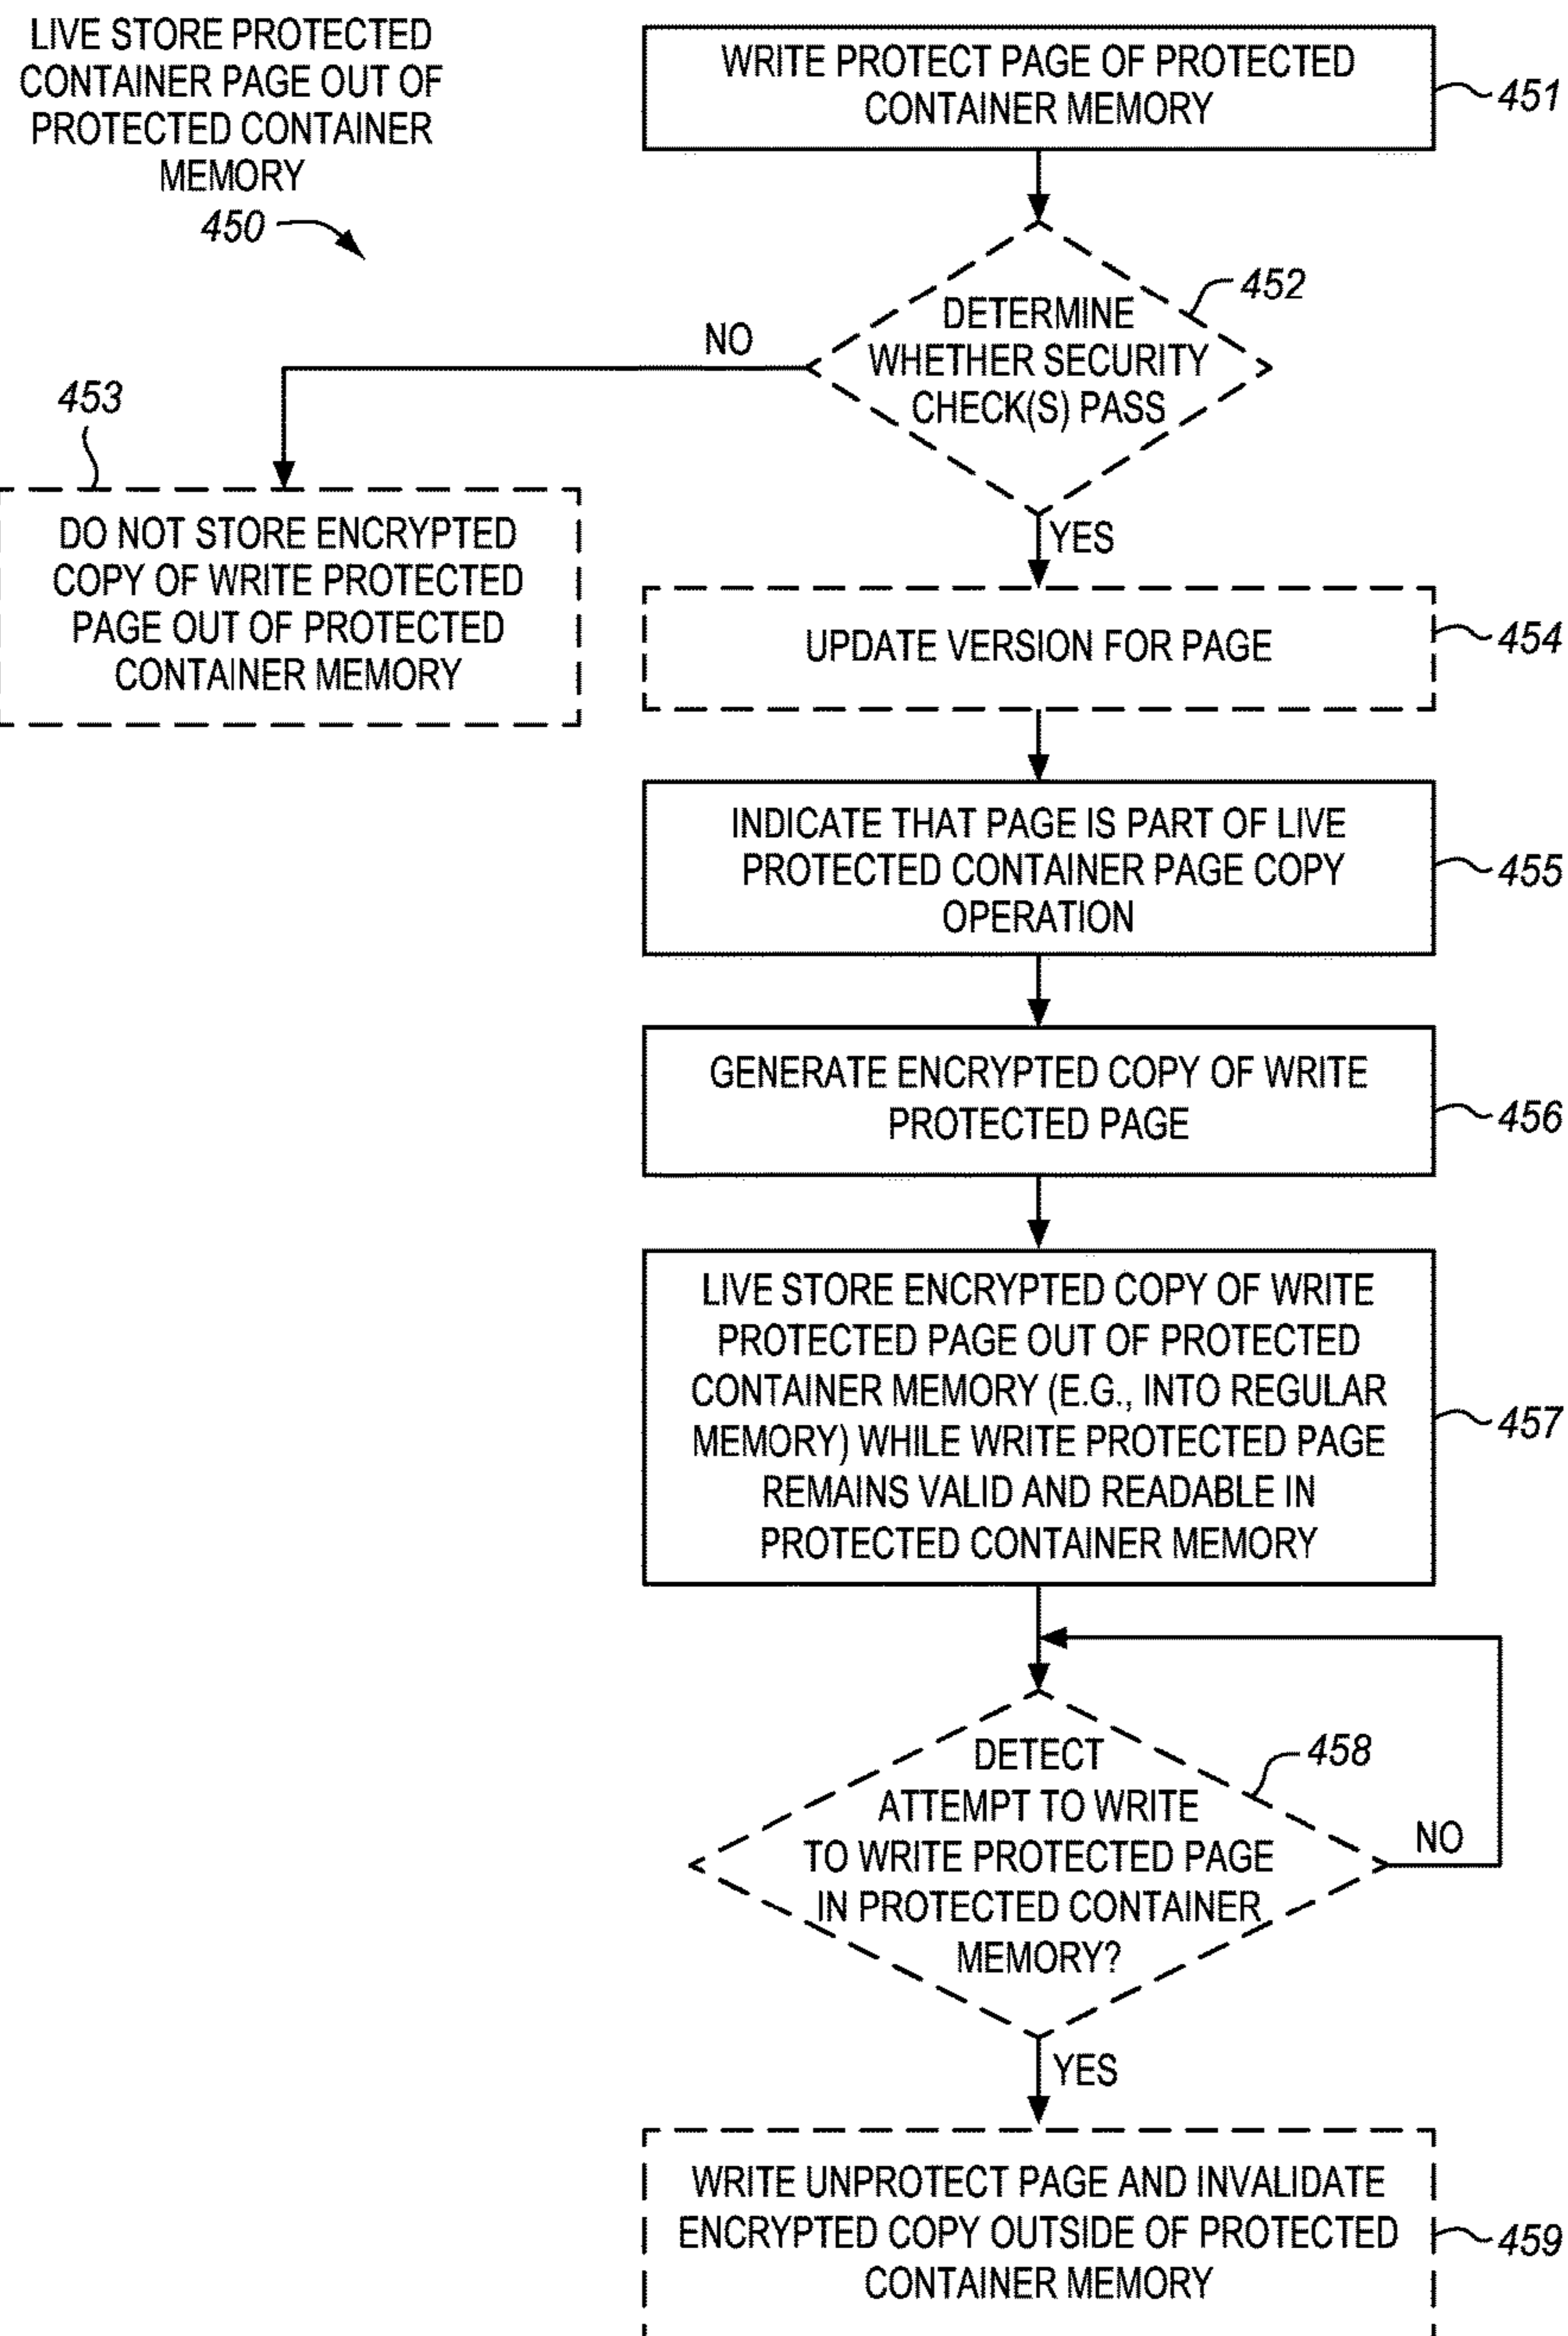 LIVE STORE PROTECTED
CONTAINER PAGE OUT OF
PROTECTED CONTAINER
MEMORY
450
WRITE PROTECT PAGE OF PROTECTED
CONTAINER MEMORY
451
DETERMINE
WHETHER SECURITY
CHECK(S) PASS
452
NO
453
DO NOT STORE ENCRYPTED
COPY OF WRITE PROTECTED
PAGE OUT OF PROTECTED
CONTAINER MEMORY
YES
UPDATE VERSION FOR PAGE
454
INDICATE THAT PAGE IS PART OF LIVE
PROTECTED CONTAINER PAGE COPY
OPERATION
455
GENERATE ENCRYPTED COPY OF WRITE
PROTECTED PAGE
456
LIVE STORE ENCRYPTED COPY OF WRITE
PROTECTED PAGE OUT OF PROTECTED
CONTAINER MEMORY (E.G., INTO REGULAR
MEMORY) WHILE WRITE PROTECTED PAGE
REMAINS VALID AND READABLE IN
PROTECTED CONTAINER MEMORY
457
DETECT
ATTEMPT TO WRITE
TO WRITE PROTECTED PAGE
IN PROTECTED CONTAINER
MEMORY?
458
NO
YES
WRITE UNPROTECT PAGE AND INVALIDATE
ENCRYPTED COPY OUTSIDE OF PROTECTED
CONTAINER MEMORY
459